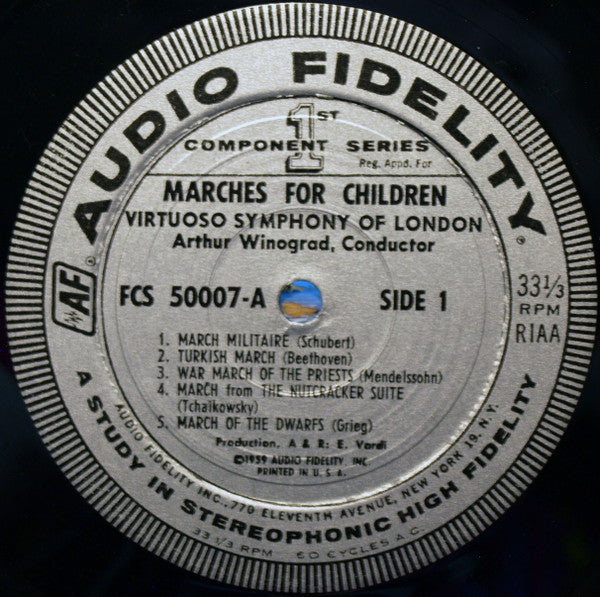 AUDIO FIDELITY®
1ST
COMPONENT SERIES
Reg. Appd. For
MARCHES FOR CHILDREN
VIRTUOSO SYMPHONY OF LONDON
Arthur Winograd, Conductor
AF®
FCS 50007-A
SIDE 1
33 1/3
RPM
RIAA
1. MARCH MILITAIRE (Schubert)
2. TURKISH MARCH (Beethoven)
3. WAR MARCH OF THE PRIESTS (Mendelssohn)
4. MARCH from THE NUTCRACKER SUITE
(Tchaikowsky)
5. MARCH OF THE DWARFS (Grieg)
Production, A & R: E. Vardi
©1959 AUDIO FIDELITY, INC.
PRINTED IN U. S. A.
AUDIO FIDELITY INC., 770 ELEVENTH AVENUE, NEW YORK 19, N.Y.
A STUDY IN STEREOPHONIC HIGH FIDELITY
33 1/3 RPM 60 CYCLES A.C.